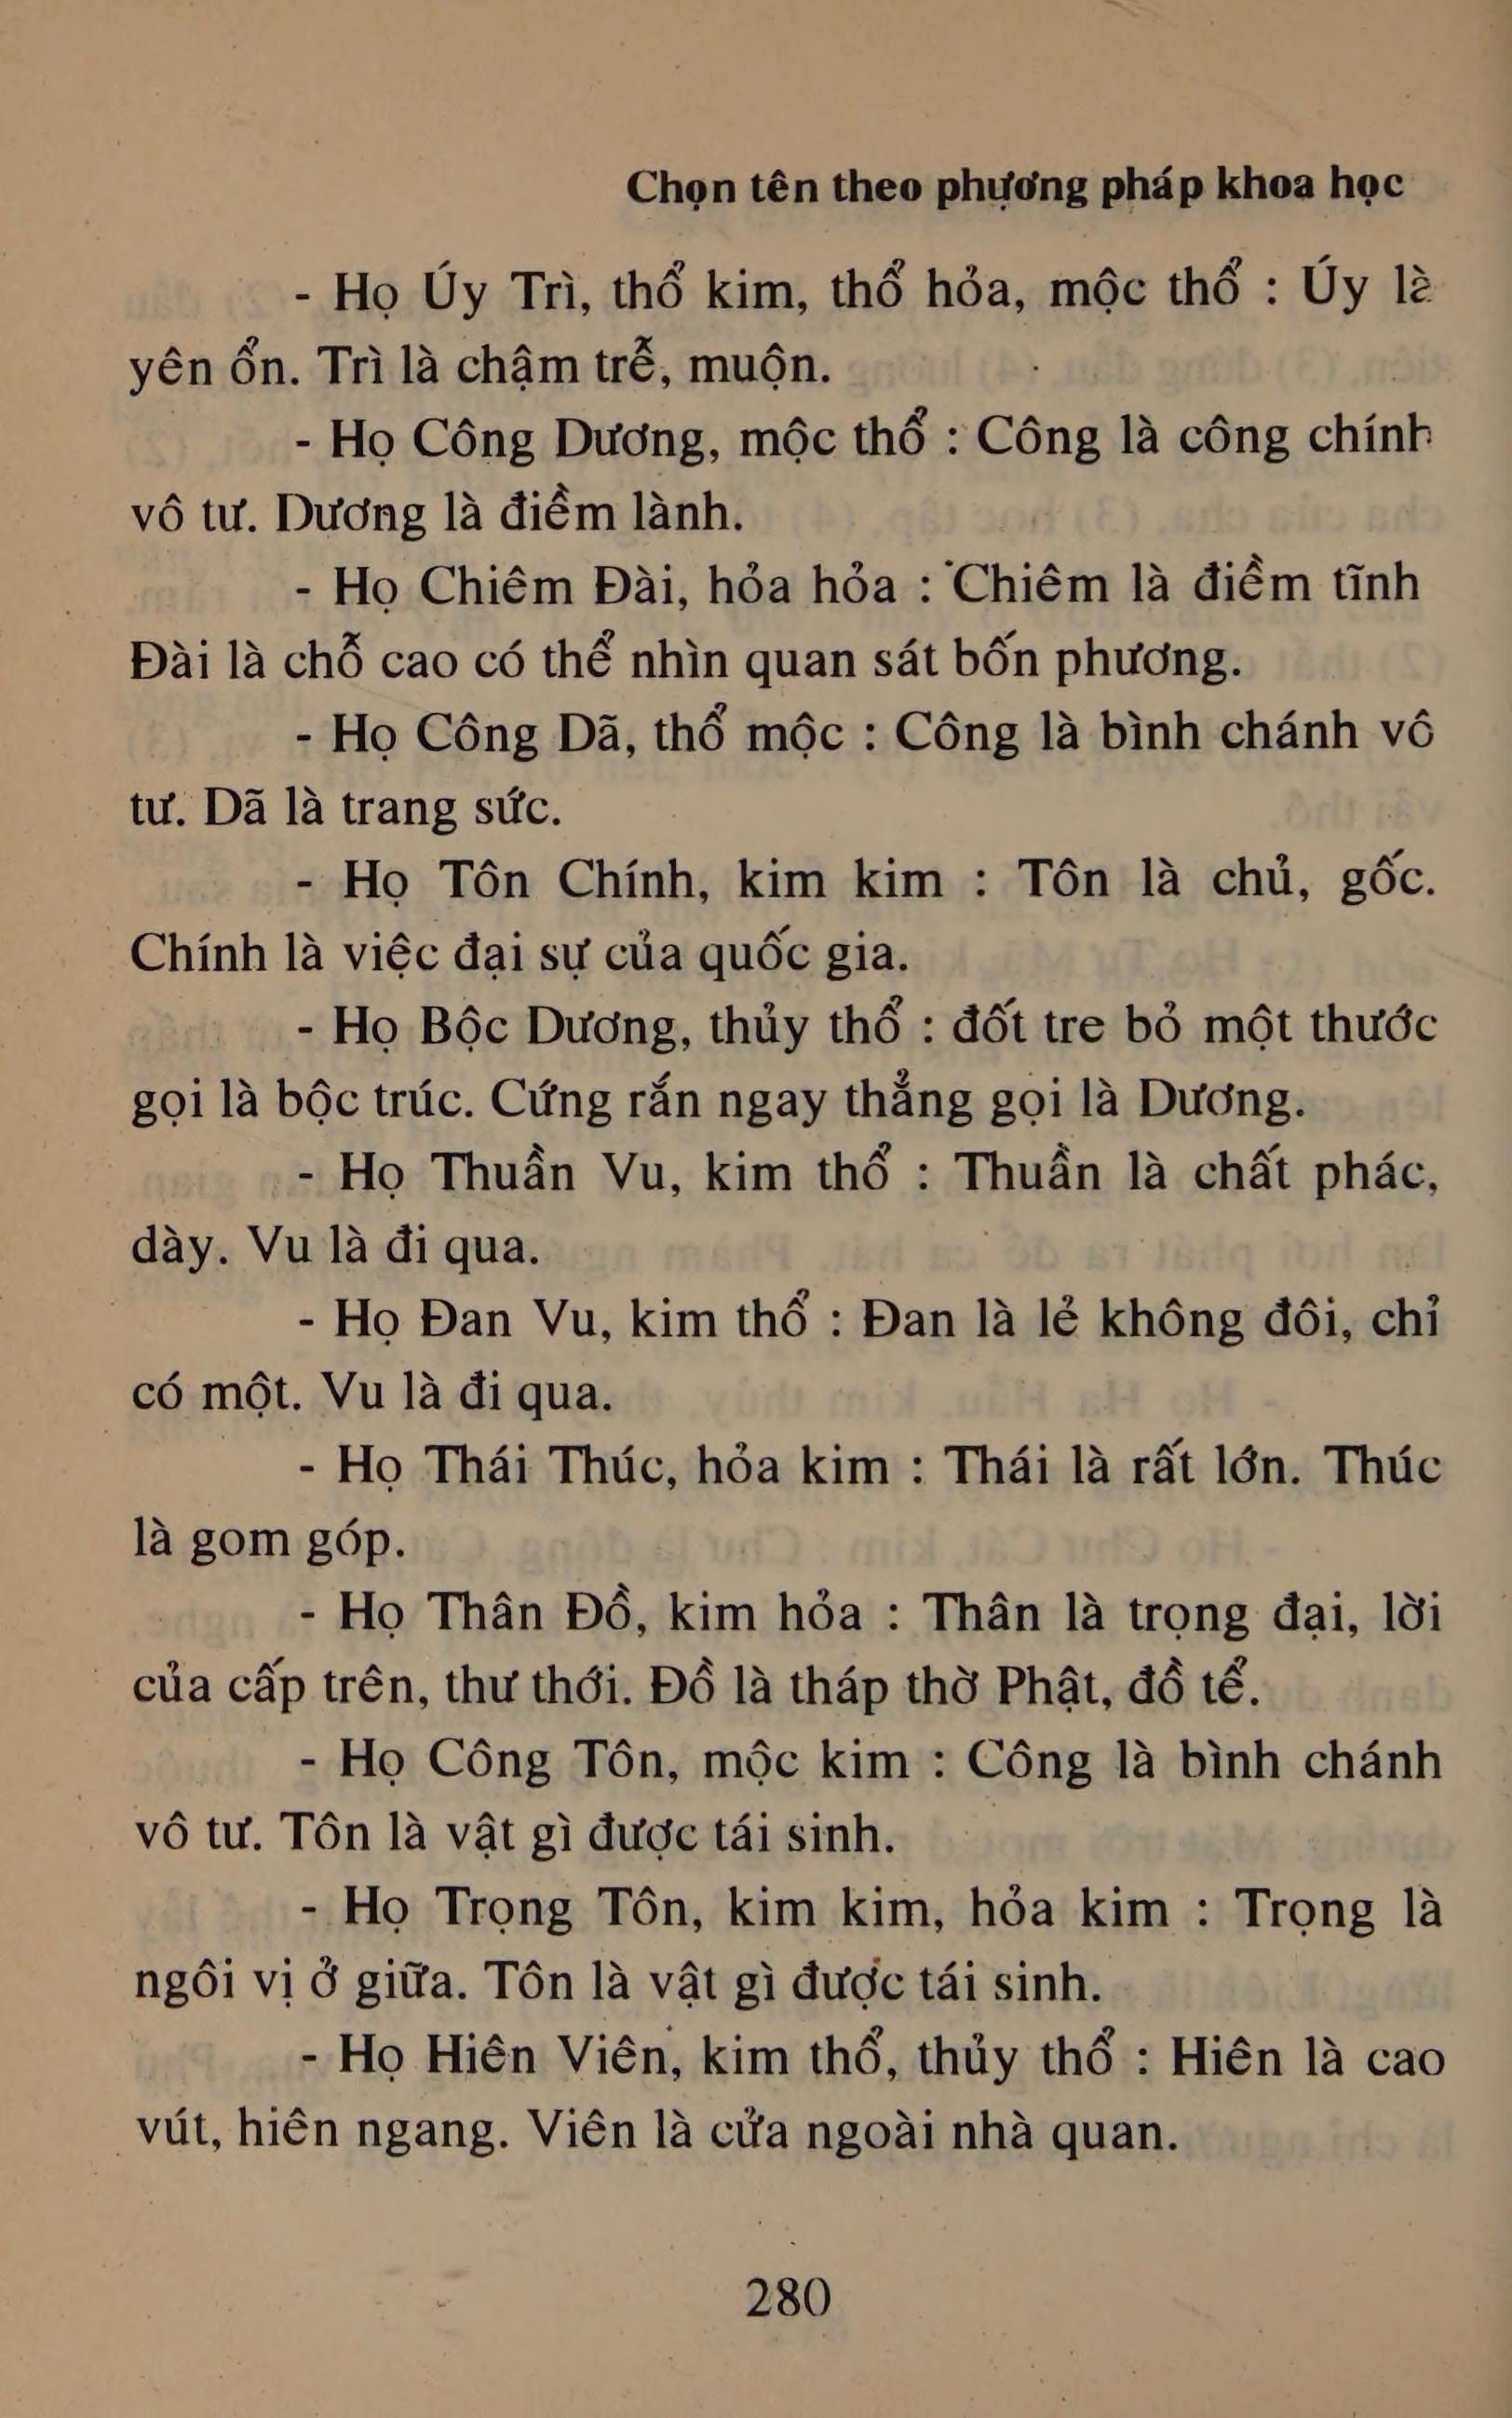 Chọn tên theo phương pháp khoa học
- Họ Úy Trì, thổ kim, thổ hỏa, mộc thổ : Úy là
yên ổn. Trì là chậm trễ, muộn.
- Họ Công Dương, mộc thổ : Công là công chính
vô tư. Dương là điềm lành.
- Họ Chiêm Đài, hỏa hỏa : Chiêm là điềm tĩnh
Đài là chỗ cao có thể nhìn quan sát bốn phương.
- Họ Công Dã, thổ mộc : Công là bình chánh vô
tư. Dã là trang sức.
- Họ Tôn Chính, kim kim : Tôn là chủ, gốc.
Chính là việc đại sự của quốc gia.
- Họ Bộc Dương, thủy thổ : đốt tre bỏ một thước
gọi là bộc trúc. Cứng rắn ngay thẳng gọi là Dương.
- Họ Thuần Vu, kim thổ : Thuần là chất phác,
dày. Vu là đi qua.
- Họ Đan Vu, kim thổ : Đan là lẻ không đôi, chỉ
có một. Vu là đi qua.
- Họ Thái Thúc, hỏa kim : Thái là rất lớn. Thúc
là gom góp.
- Họ Thân Đồ, kim hỏa : Thân là trọng đại, lời
của cấp trên, thư thới. Đồ là tháp thờ Phật, đồ tể.
- Họ Công Tôn, mộc kim : Công là bình chánh
vô tư. Tôn là vật gì được tái sinh.
- Họ Trọng Tôn, kim kim, hỏa kim : Trọng là
ngôi vị ở giữa. Tôn là vật gì được tái sinh.
- Họ Hiên Viên, kim thổ, thủy thổ : Hiên là cao
vút, hiên ngang. Viên là cửa ngoài nhà quan.
280